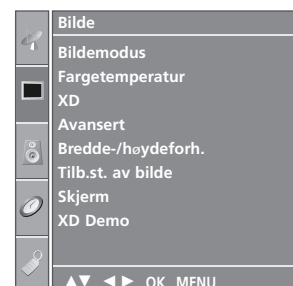 Bilde
Bildemodus
Fargetemperatur
XD
Avansert
Bredde-/høydeforh.
Tilb.st. av bilde
Skjerm
XD Demo
▲▼ ◄► OK MENU